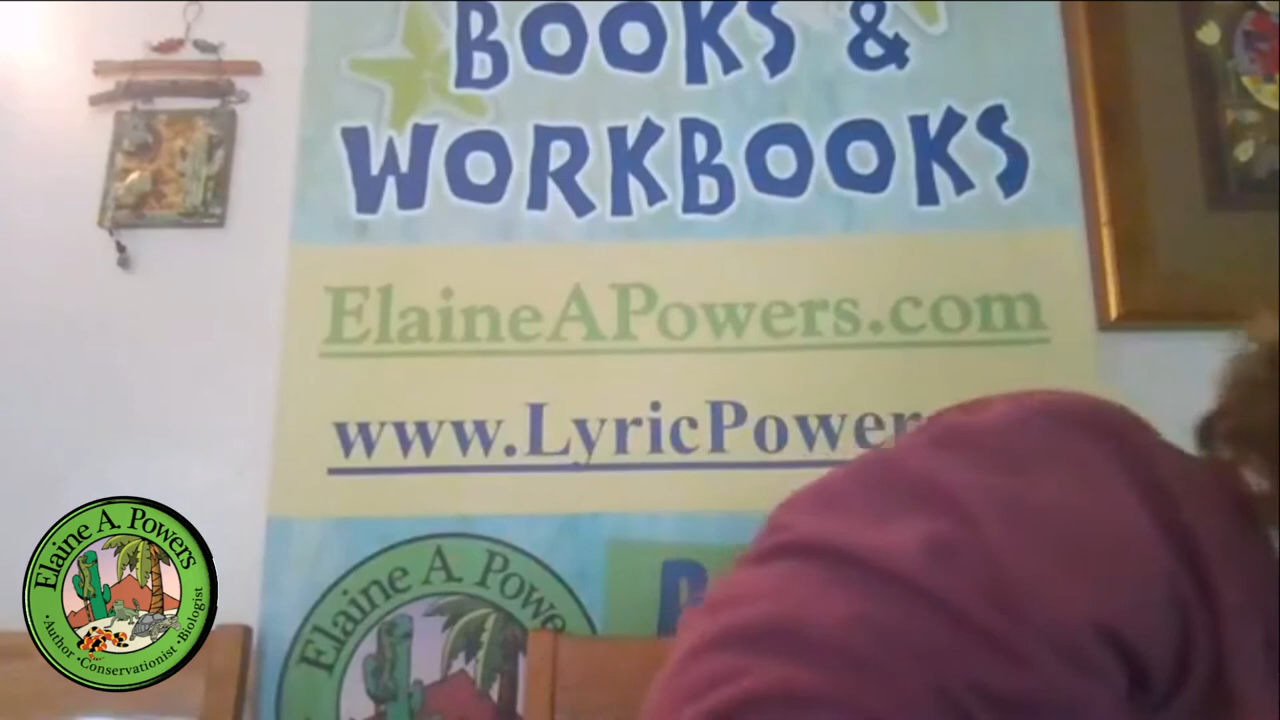 BOOKS &
WORKBOOKS
ElaineAPowers.com
www.LyricPower
Elaine A. Powe
Elaine A. Powers
·Author ·Conservationist ·Biologist